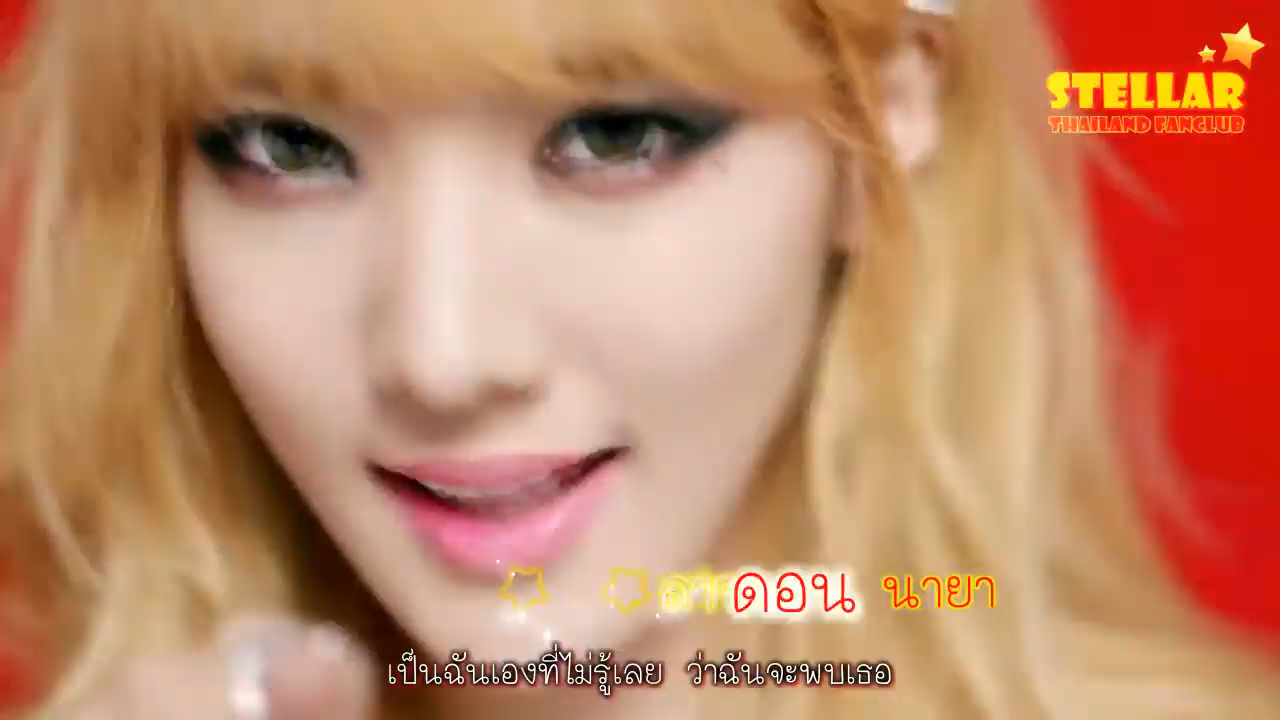 STELLAR
THAILAND FANCLUB
ดอน นายา
เป็นฉันเองที่ไม่รู้เลย ว่าฉันจะพบเธอ